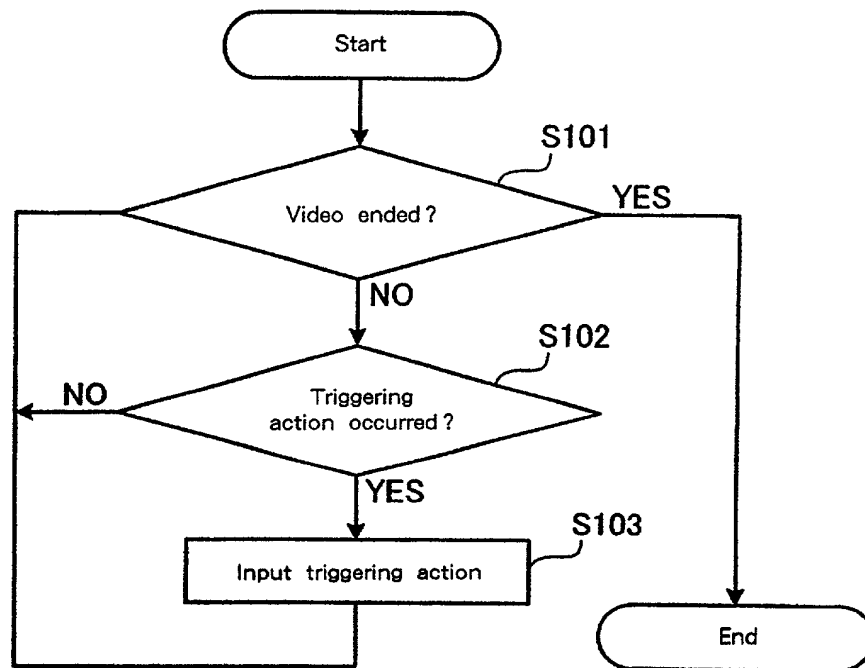 Start
S101
Video ended?
YES
NO
S102
Triggering
action occurred?
NO
YES
S103
Input triggering action
End